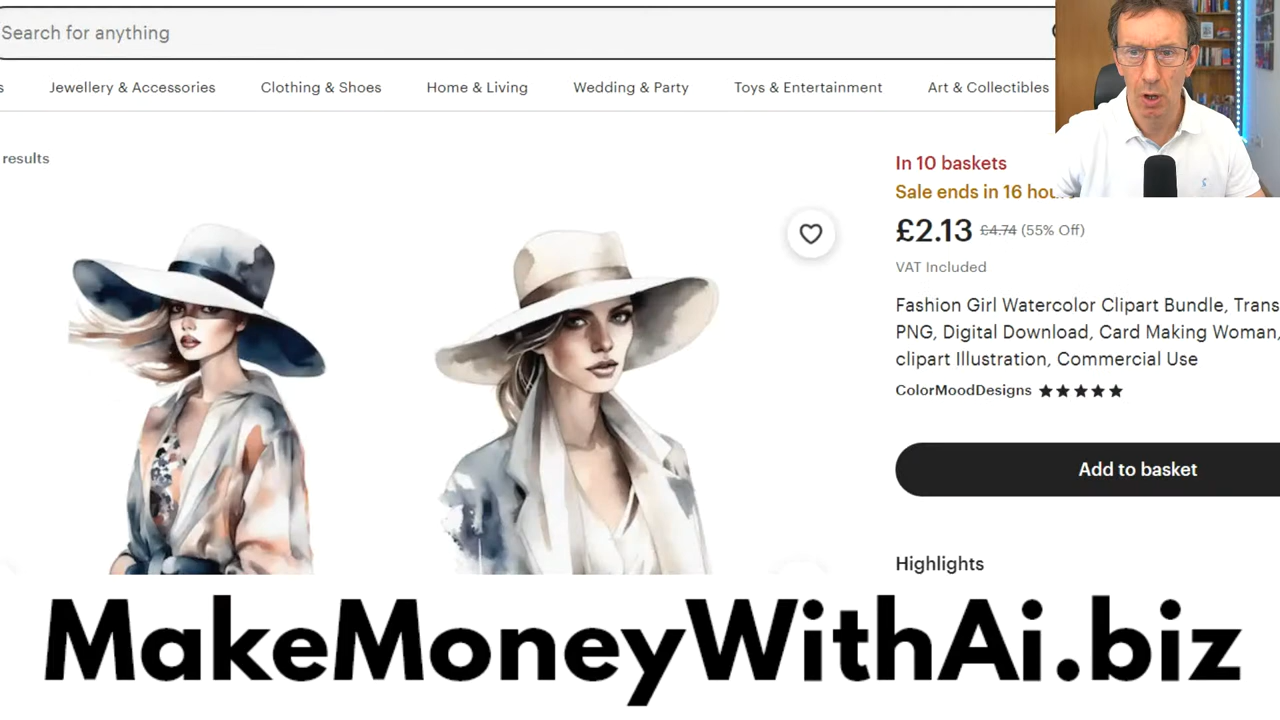 Search for anything
s Jewellery & Accessories Clothing & Shoes Home & Living Wedding & Party Toys & Entertainment Art & Collectibles
results
In 10 baskets
Sale ends in 16 hou
£2.13 £4.74 (55% Off)
VAT Included
Fashion Girl Watercolor Clipart Bundle, Trans
PNG, Digital Download, Card Making Woman,
clipart Illustration, Commercial Use
ColorMoodDesigns ★★★★★
Add to basket
Highlights
MakeMoneyWithAi.biz